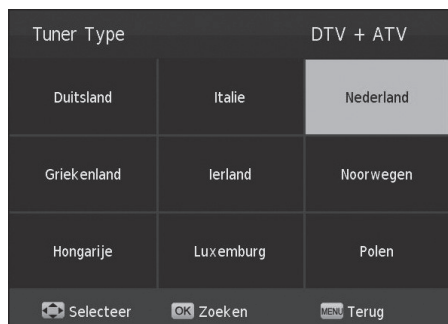 Tuner Type DTV + ATV
Duitsland Italie Nederland
Griekenland Ierland Noorwegen
Hongarije Luxemburg Polen
Selecteer OK Zoeken MENU Terug